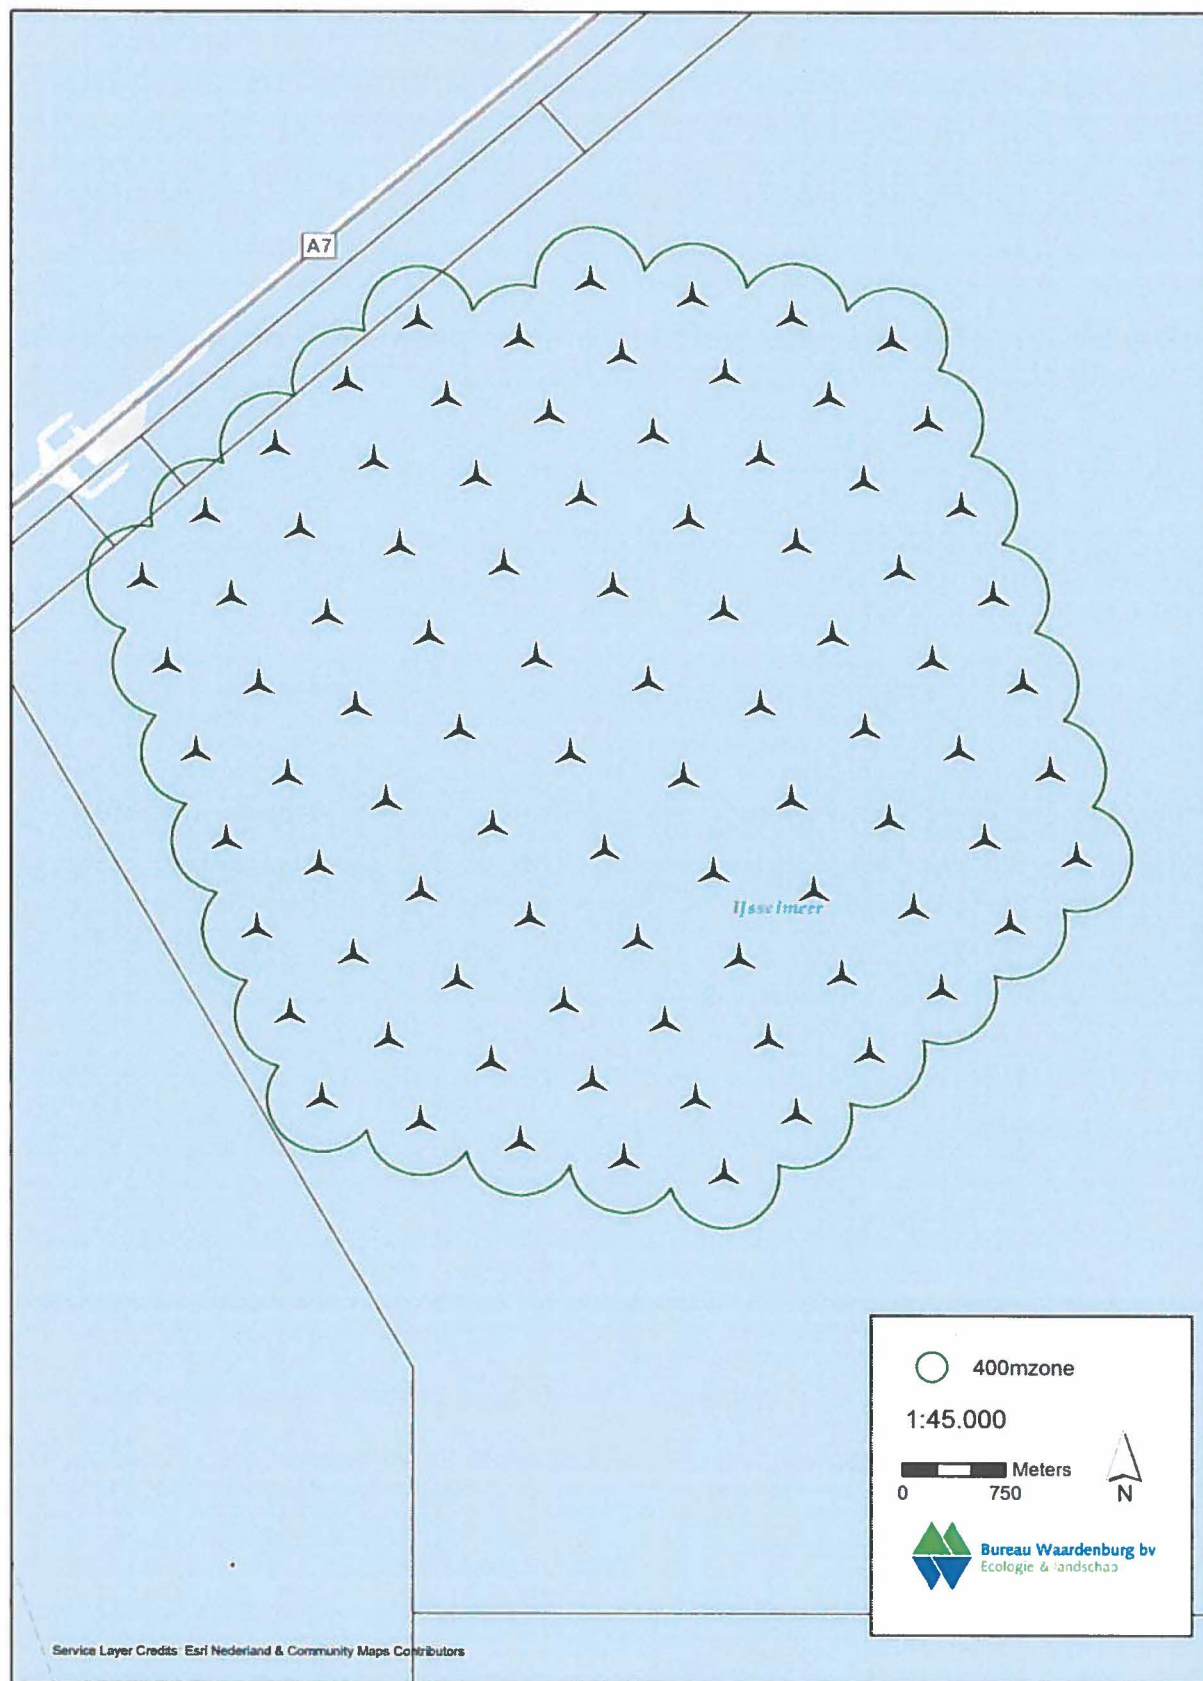 A7
IJsselmeer
400mzone
1:45.000
Meters
0 750
N
Bureau Waardenburg bv
Ecologie & landschap
Service Layer Credits: Esri Nederland & Community Maps Contributors